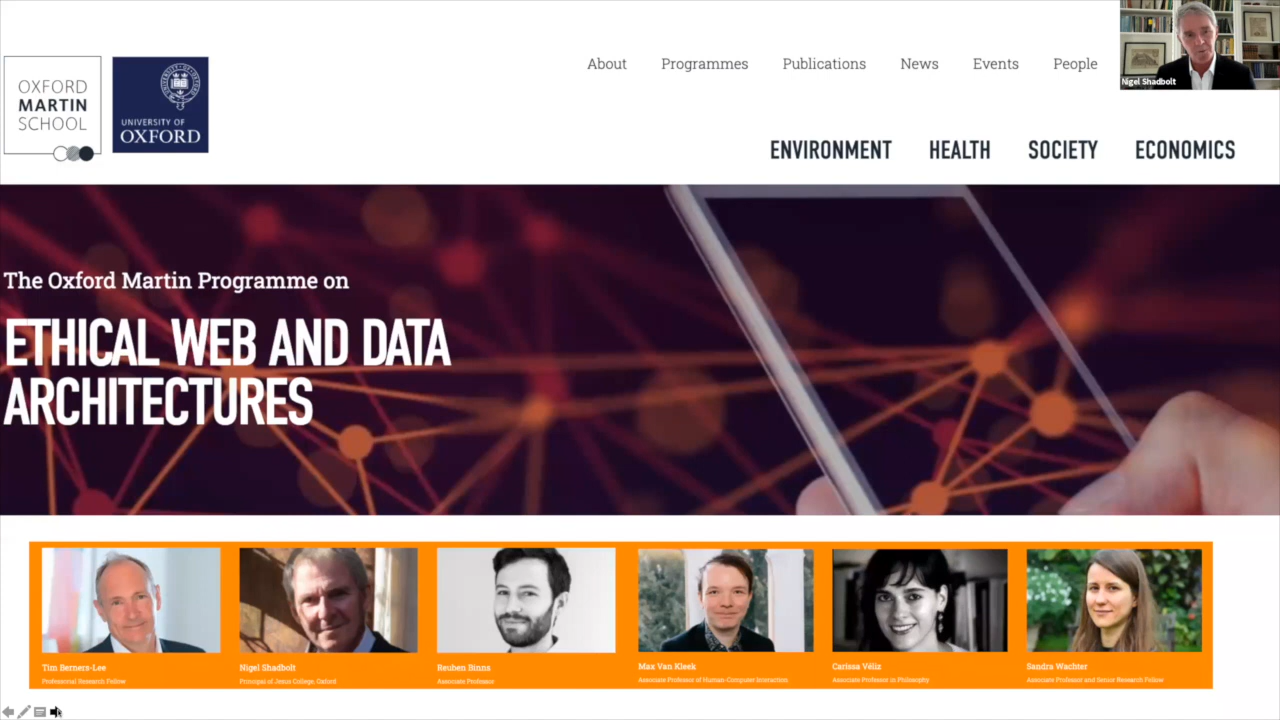 OXFORD
MARTIN
SCHOOL
UNIVERSITY OF
OXFORD
About Programmes Publications News Events People
Nigel Shadbolt
ENVIRONMENT HEALTH SOCIETY ECONOMICS
The Oxford Martin Programme on
ETHICAL WEB AND DATA
ARCHITECTURES
Tim Berners-Lee
Professorial Research Fellow
Nigel Shadbolt
Principal of Jesus College, Oxford
Reuben Binns
Associate Professor
Max Van Kleek
Associate Professor of Human-Computer Interaction
Carissa Véliz
Associate Professor in Philosophy
Sandra Wachter
Associate Professor and Senior Research Fellow